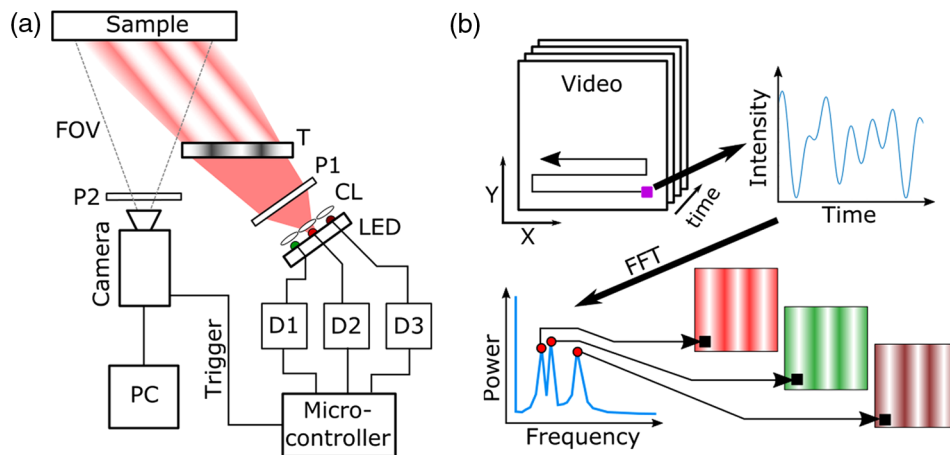 (a)
Sample
FOV
T
P1
P2
CL
LED
Camera
D1
D2
D3
Trigger
PC
Micro-
controller
(b)
Video
Y
X
time
Intensity
Time
FFT
Power
Frequency